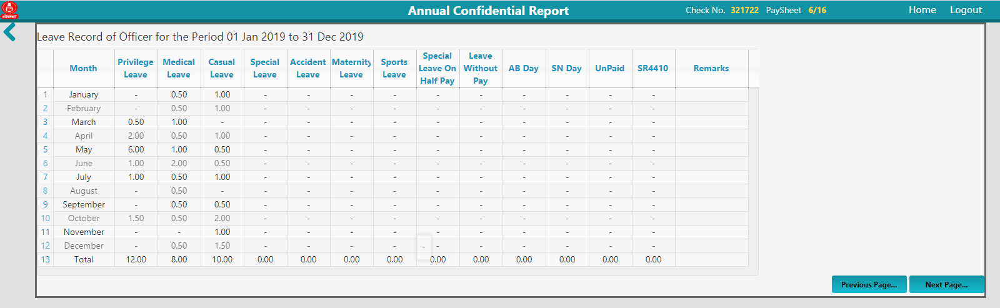 Annual Confidential Report
Check No. 321722 PaySheet 6/16
Home Logout
Leave Record of Officer for the Period 01 Jan 2019 to 31 Dec 2019
Month Privilege Leave Medical Leave Casual Leave Special Leave Accident Leave Maternity Leave Sports Leave Special Leave On Half Pay Leave Without Pay AB Day SN Day UnPaid SR4410 Remarks
1 January - 0.50 1.00 - - - - - - - - - -
2 February - 0.50 1.00 - - - - - - - - - -
3 March 0.50 1.00 - - - - - - - - - - -
4 April 2.00 0.50 1.00 - - - - - - - - - -
5 May 6.00 1.00 0.50 - - - - - - - - - -
6 June 1.00 2.00 0.50 - - - - - - - - - -
7 July 1.00 0.50 1.00 - - - - - - - - - -
8 August - 0.50 - - - - - - - - - - -
9 September - 0.50 0.50 - - - - - - - - - -
10 October 1.50 0.50 2.00 - - - - - - - - - -
11 November - - 1.00 - - - - - - - - - -
12 December - 0.50 1.50 - - - - - - - - - -
13 Total 12.00 8.00 10.00 0.00 0.00 0.00 0.00 0.00 0.00 0.00 0.00 0.00 0.00
Previous Page... Next Page...